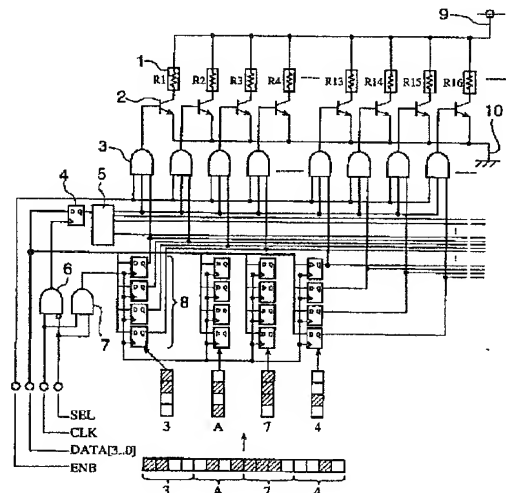 9
1
R1 R2 R3 R4 R13 R14 R15 R16
2
10
3
4 5
6
8
7
SEL
CLK
DATA[3..0]
ENB
3 A 7 4
3 A 7 4